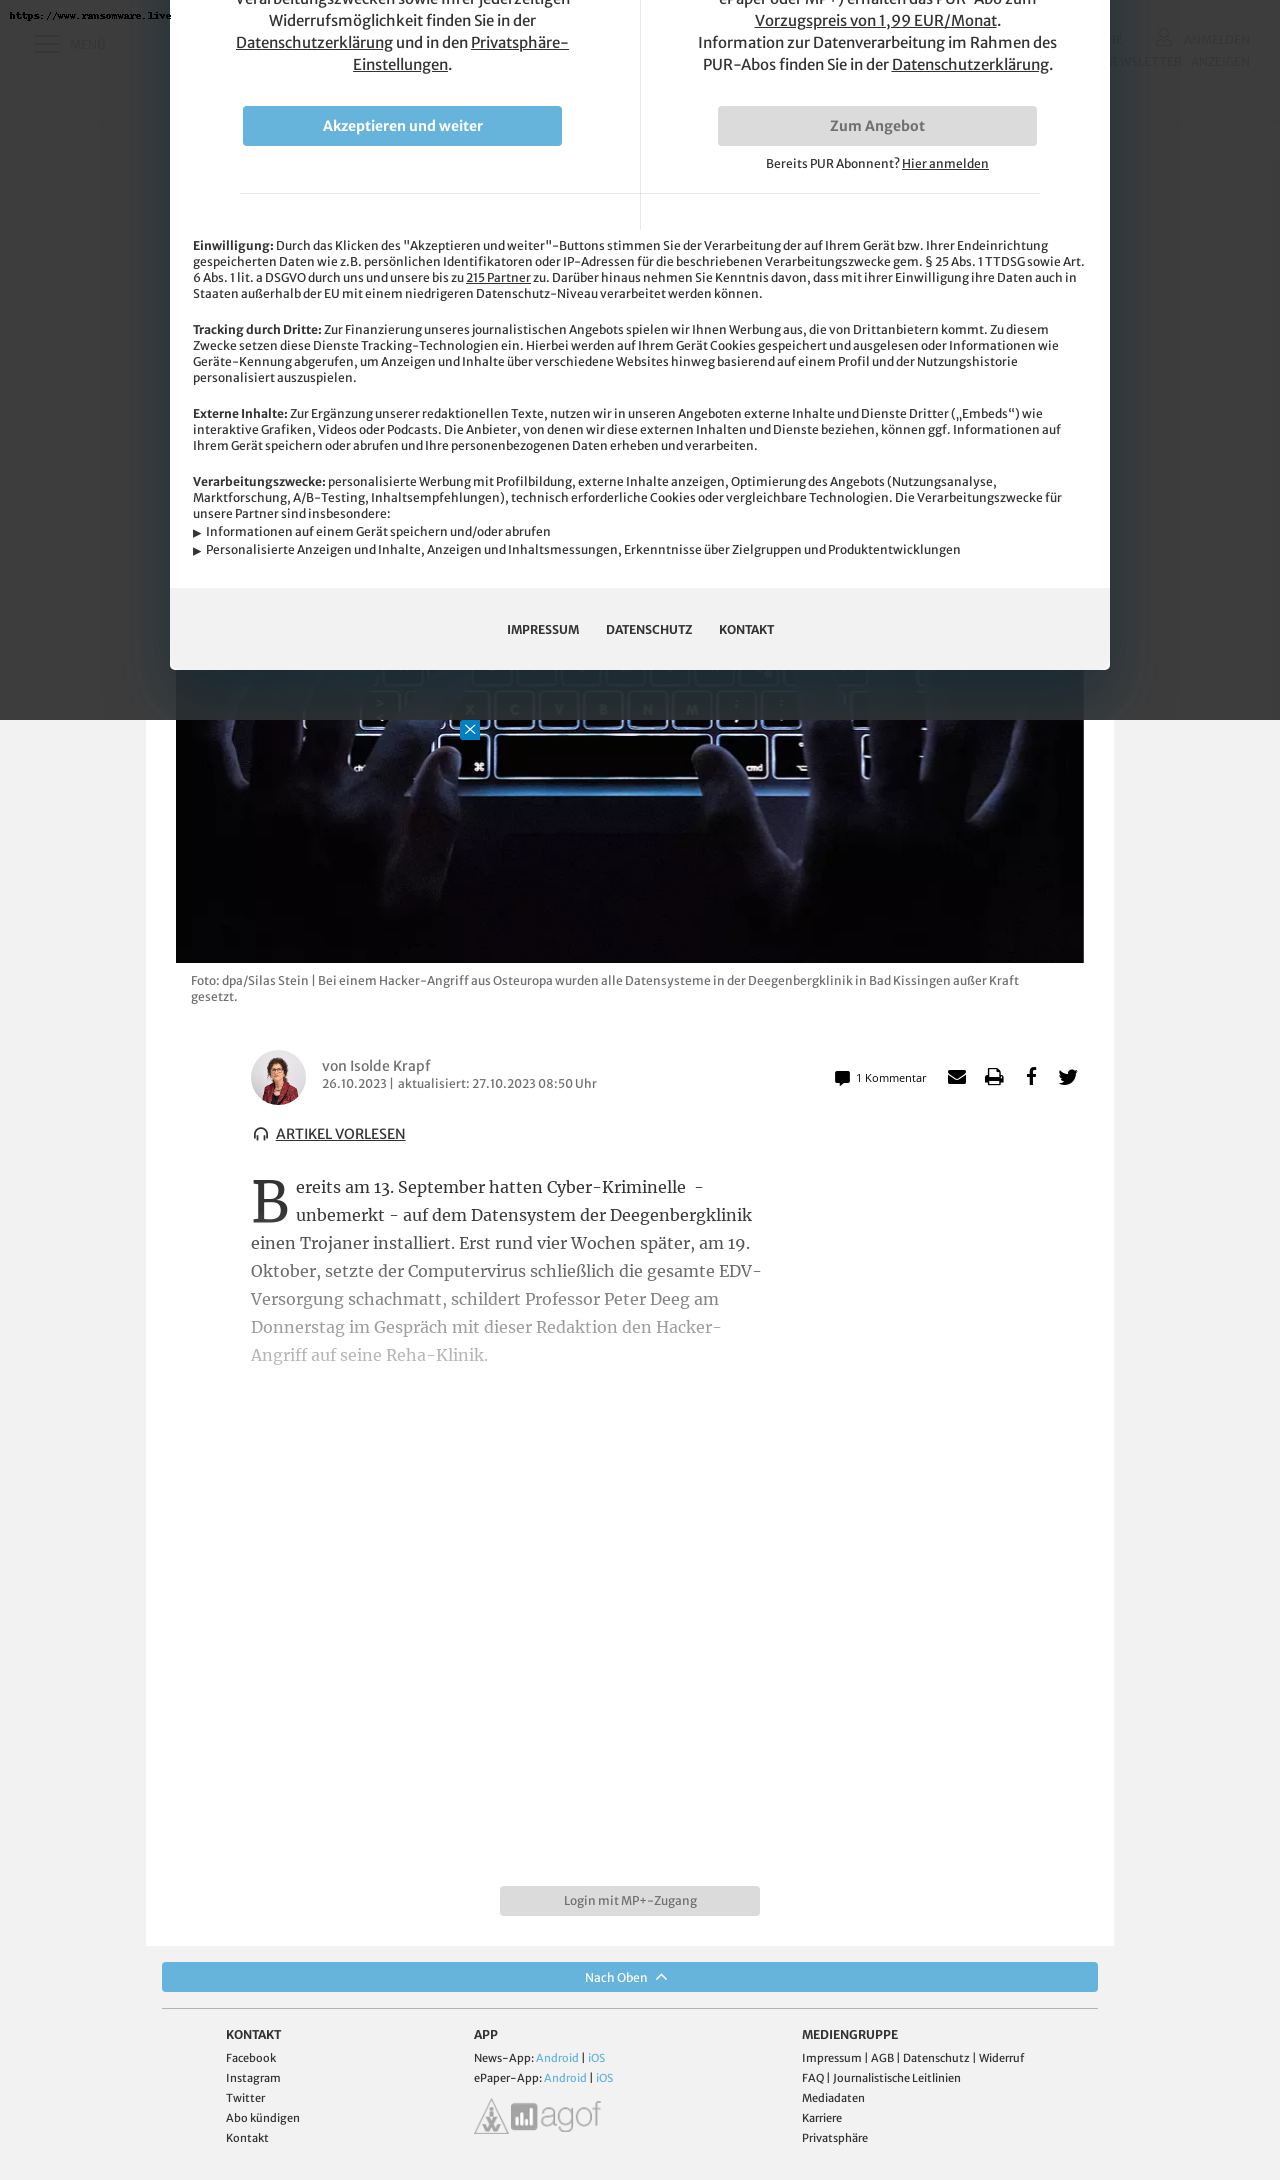 https://www.ransomware.live
MENÜ
ANMELDEN
NEWSLETTER ANZEIGEN
Verarbeitungszwecken sowie Ihrer jederzeitigen
Widerrufsmöglichkeit finden Sie in der
Datenschutzerklärung und in den Privatsphäre-
Einstellungen.
Akzeptieren und weiter
ePaper oder MP+) erhalten das PUR-Abo zum
Vorzugspreis von 1,99 EUR/Monat.
Information zur Datenverarbeitung im Rahmen des
PUR-Abos finden Sie in der Datenschutzerklärung.
Zum Angebot
Bereits PUR Abonnent? Hier anmelden
Einwilligung: Durch das Klicken des "Akzeptieren und weiter"-Buttons stimmen Sie der Verarbeitung der auf Ihrem Gerät bzw. Ihrer Endeinrichtung
gespeicherten Daten wie z.B. persönlichen Identifikatoren oder IP-Adressen für die beschriebenen Verarbeitungszwecke gem. § 25 Abs. 1 TTDSG sowie Art.
6 Abs. 1 lit. a DSGVO durch uns und unsere bis zu 215 Partner zu. Darüber hinaus nehmen Sie Kenntnis davon, dass mit ihrer Einwilligung ihre Daten auch in
Staaten außerhalb der EU mit einem niedrigeren Datenschutz-Niveau verarbeitet werden können.
Tracking durch Dritte: Zur Finanzierung unseres journalistischen Angebots spielen wir Ihnen Werbung aus, die von Drittanbietern kommt. Zu diesem
Zwecke setzen diese Dienste Tracking-Technologien ein. Hierbei werden auf Ihrem Gerät Cookies gespeichert und ausgelesen oder Informationen wie
Geräte-Kennung abgerufen, um Anzeigen und Inhalte über verschiedene Websites hinweg basierend auf einem Profil und der Nutzungshistorie
personalisiert auszuspielen.
Externe Inhalte: Zur Ergänzung unserer redaktionellen Texte, nutzen wir in unseren Angeboten externe Inhalte und Dienste Dritter („Embeds“) wie
interaktive Grafiken, Videos oder Podcasts. Die Anbieter, von denen wir diese externen Inhalten und Dienste beziehen, können ggf. Informationen auf
Ihrem Gerät speichern oder abrufen und Ihre personenbezogenen Daten erheben und verarbeiten.
Verarbeitungszwecke: personalisierte Werbung mit Profilbildung, externe Inhalte anzeigen, Optimierung des Angebots (Nutzungsanalyse,
Marktforschung, A/B-Testing, Inhaltsempfehlungen), technisch erforderliche Cookies oder vergleichbare Technologien. Die Verarbeitungszwecke für
unsere Partner sind insbesondere:
▶ Informationen auf einem Gerät speichern und/oder abrufen
▶ Personalisierte Anzeigen und Inhalte, Anzeigen und Inhaltsmessungen, Erkenntnisse über Zielgruppen und Produktentwicklungen
IMPRESSUM DATENSCHUTZ KONTAKT
X C V B N M
⌘ cmd
Foto: dpa/Silas Stein | Bei einem Hacker-Angriff aus Osteuropa wurden alle Datensysteme in der Deegenbergklinik in Bad Kissingen außer Kraft
gesetzt.
von Isolde Krapf
26.10.2023 | aktualisiert: 27.10.2023 08:50 Uhr
1 Kommentar
ARTIKEL VORLESEN
Bereits am 13. September hatten Cyber-Kriminelle -
unbemerkt - auf dem Datensystem der Deegenbergklinik
einen Trojaner installiert. Erst rund vier Wochen später, am 19.
Oktober, setzte der Computervirus schließlich die gesamte EDV-
Versorgung schachmatt, schildert Professor Peter Deeg am
Donnerstag im Gespräch mit dieser Redaktion den Hacker-
Angriff auf seine Reha-Klinik.
Login mit MP+-Zugang
Nach Oben
KONTAKT
Facebook
Instagram
Twitter
Abo kündigen
Kontakt
APP
News-App: Android | iOS
ePaper-App: Android | iOS
agof
MEDIENGRUPPE
Impressum | AGB | Datenschutz | Widerruf
FAQ | Journalistische Leitlinien
Mediadaten
Karriere
Privatsphäre